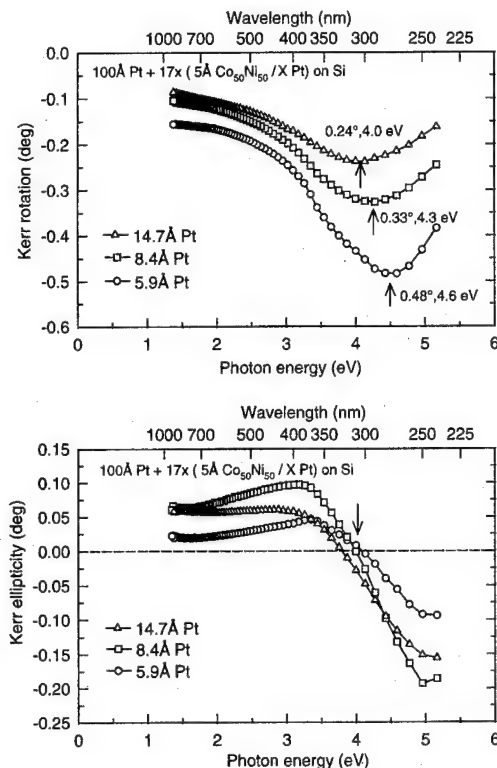 Wavelength (nm)
1000 700 500 400 350 300 250 225
100Å Pt + 17x ( 5Å Co₅₀Ni₅₀ / X Pt) on Si
Kerr rotation (deg)
0.0
-0.1
-0.2
-0.3
-0.4
-0.5
-0.6
0.24°,4.0 eV
0.33°,4.3 eV
0.48°,4.6 eV
14.7Å Pt
8.4Å Pt
5.9Å Pt
0 1 2 3 4 5 6
Photon energy (eV)
Wavelength (nm)
1000 700 500 400 350 300 250 225
100Å Pt + 17x ( 5Å Co₅₀Ni₅₀ / X Pt) on Si
Kerr ellipticity (deg)
0.15
0.10
0.05
0.00
-0.05
-0.10
-0.15
-0.20
-0.25
14.7Å Pt
8.4Å Pt
5.9Å Pt
0 1 2 3 4 5 6
Photon energy (eV)